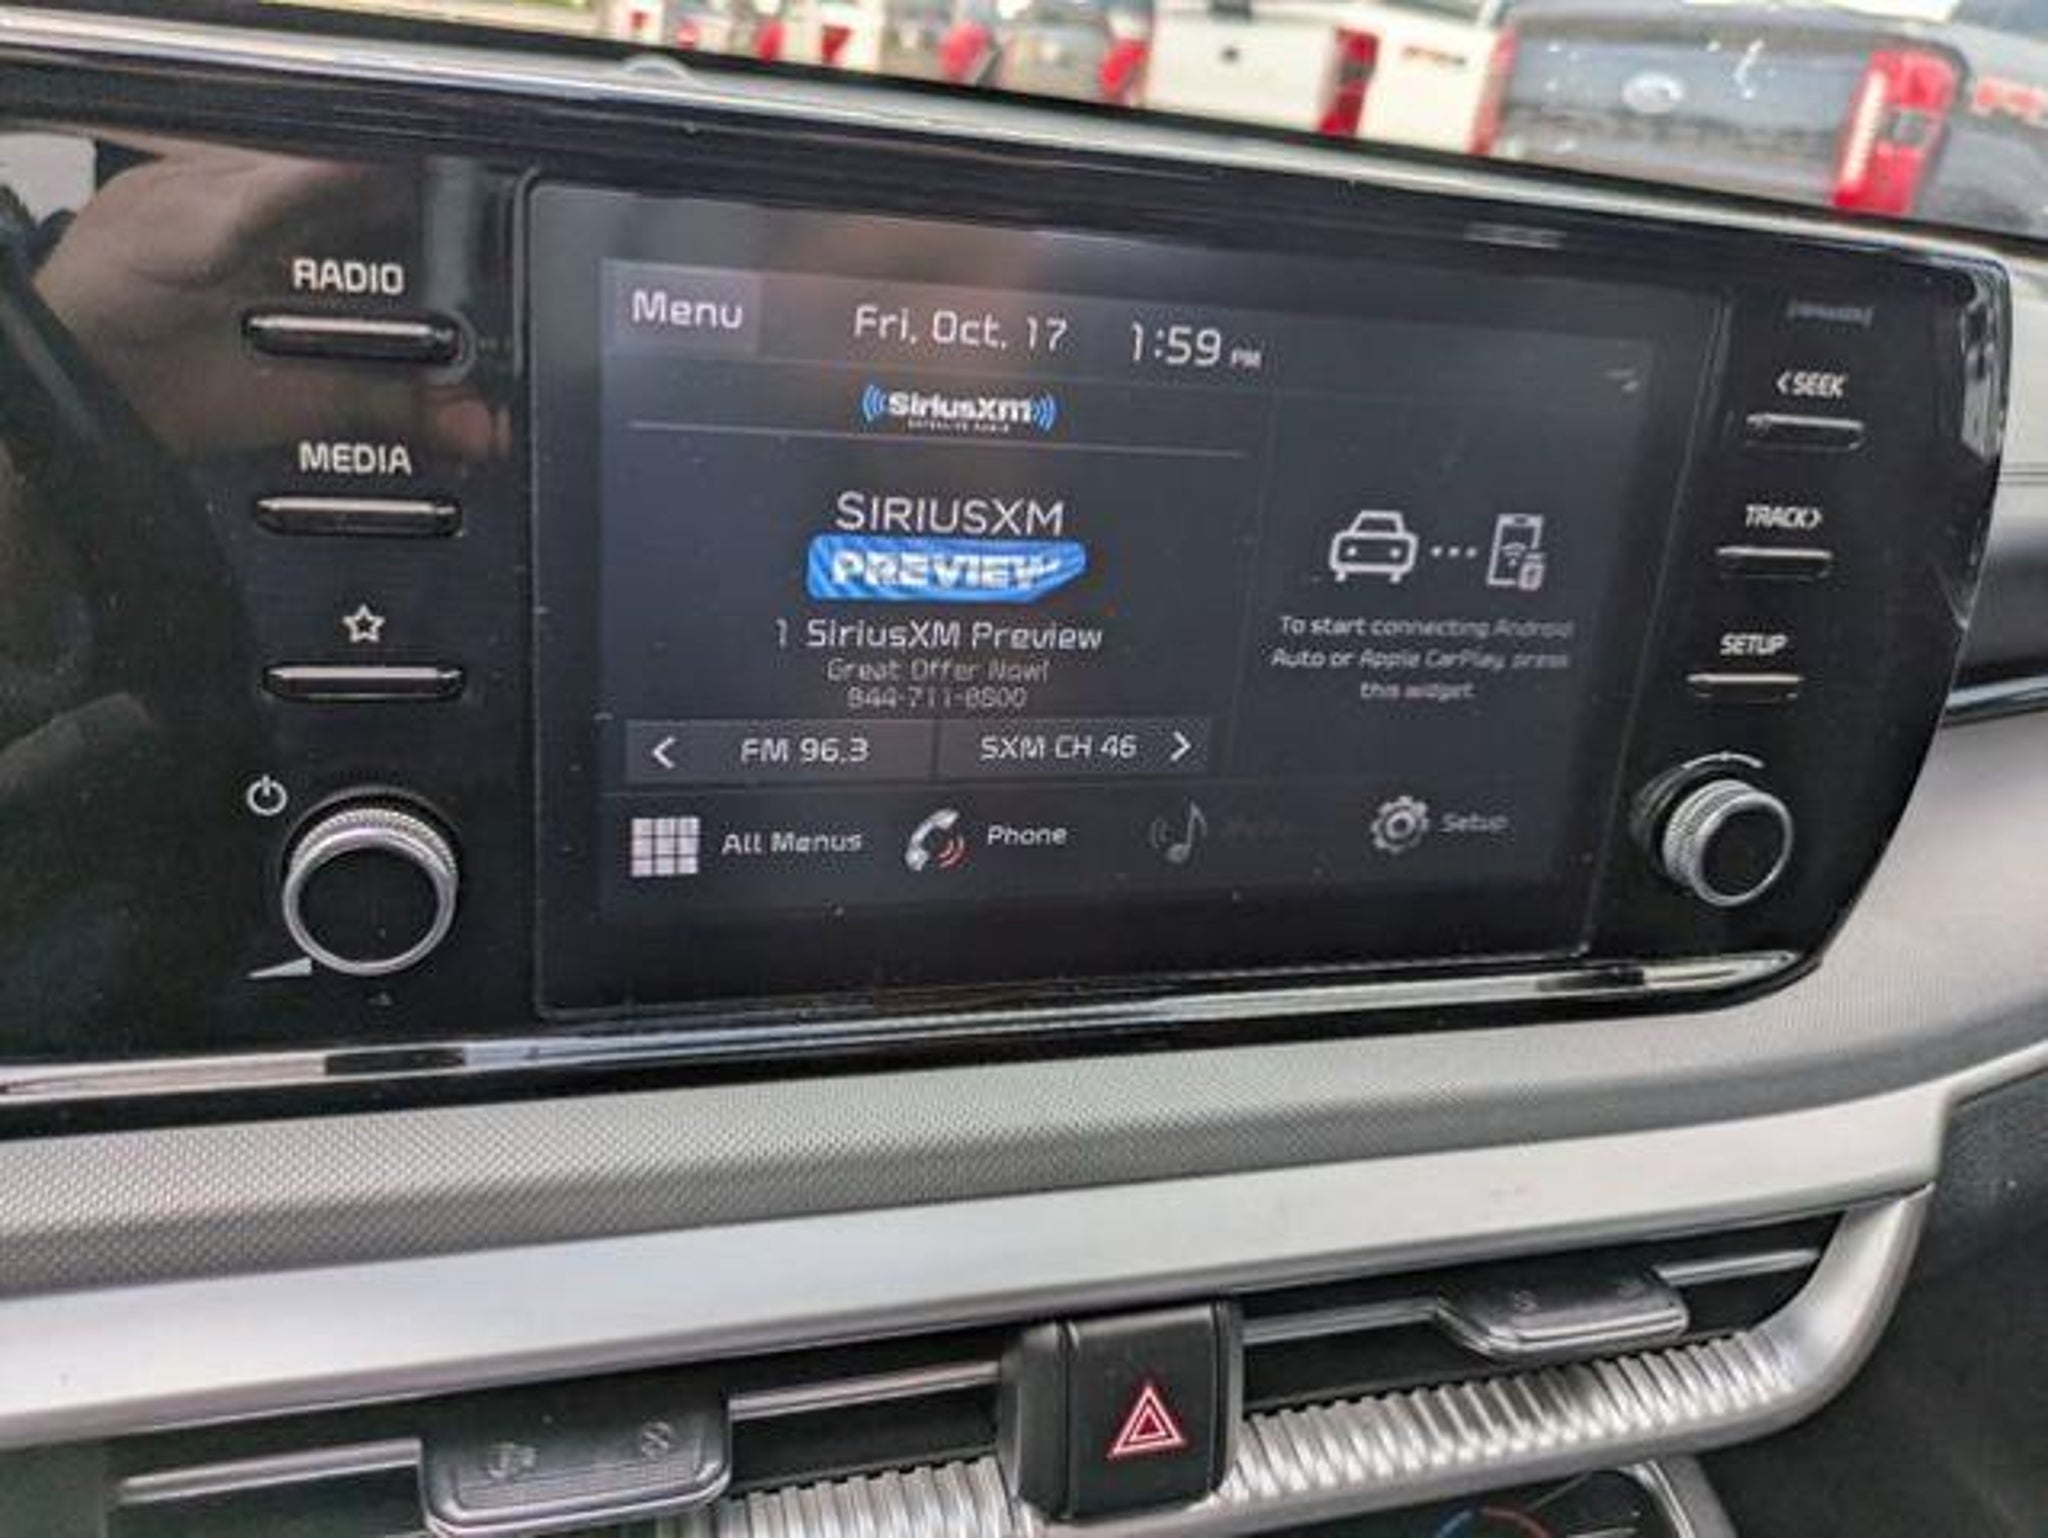 RADIO
MEDIA
Menu
Fri, Oct. 17 1:59 PM
SiriusXM
SATELLITE RADIO
SIRIUSXM
PREVIEW
1 SiriusXM Preview
Great Offer Now!
844-711-8800
< FM 96.3
SXM CH 46 >
To start connecting Android
Auto or Apple CarPlay, press
this widget.
All Menus
Phone
Setup
< SEEK
TRACK >
SETUP